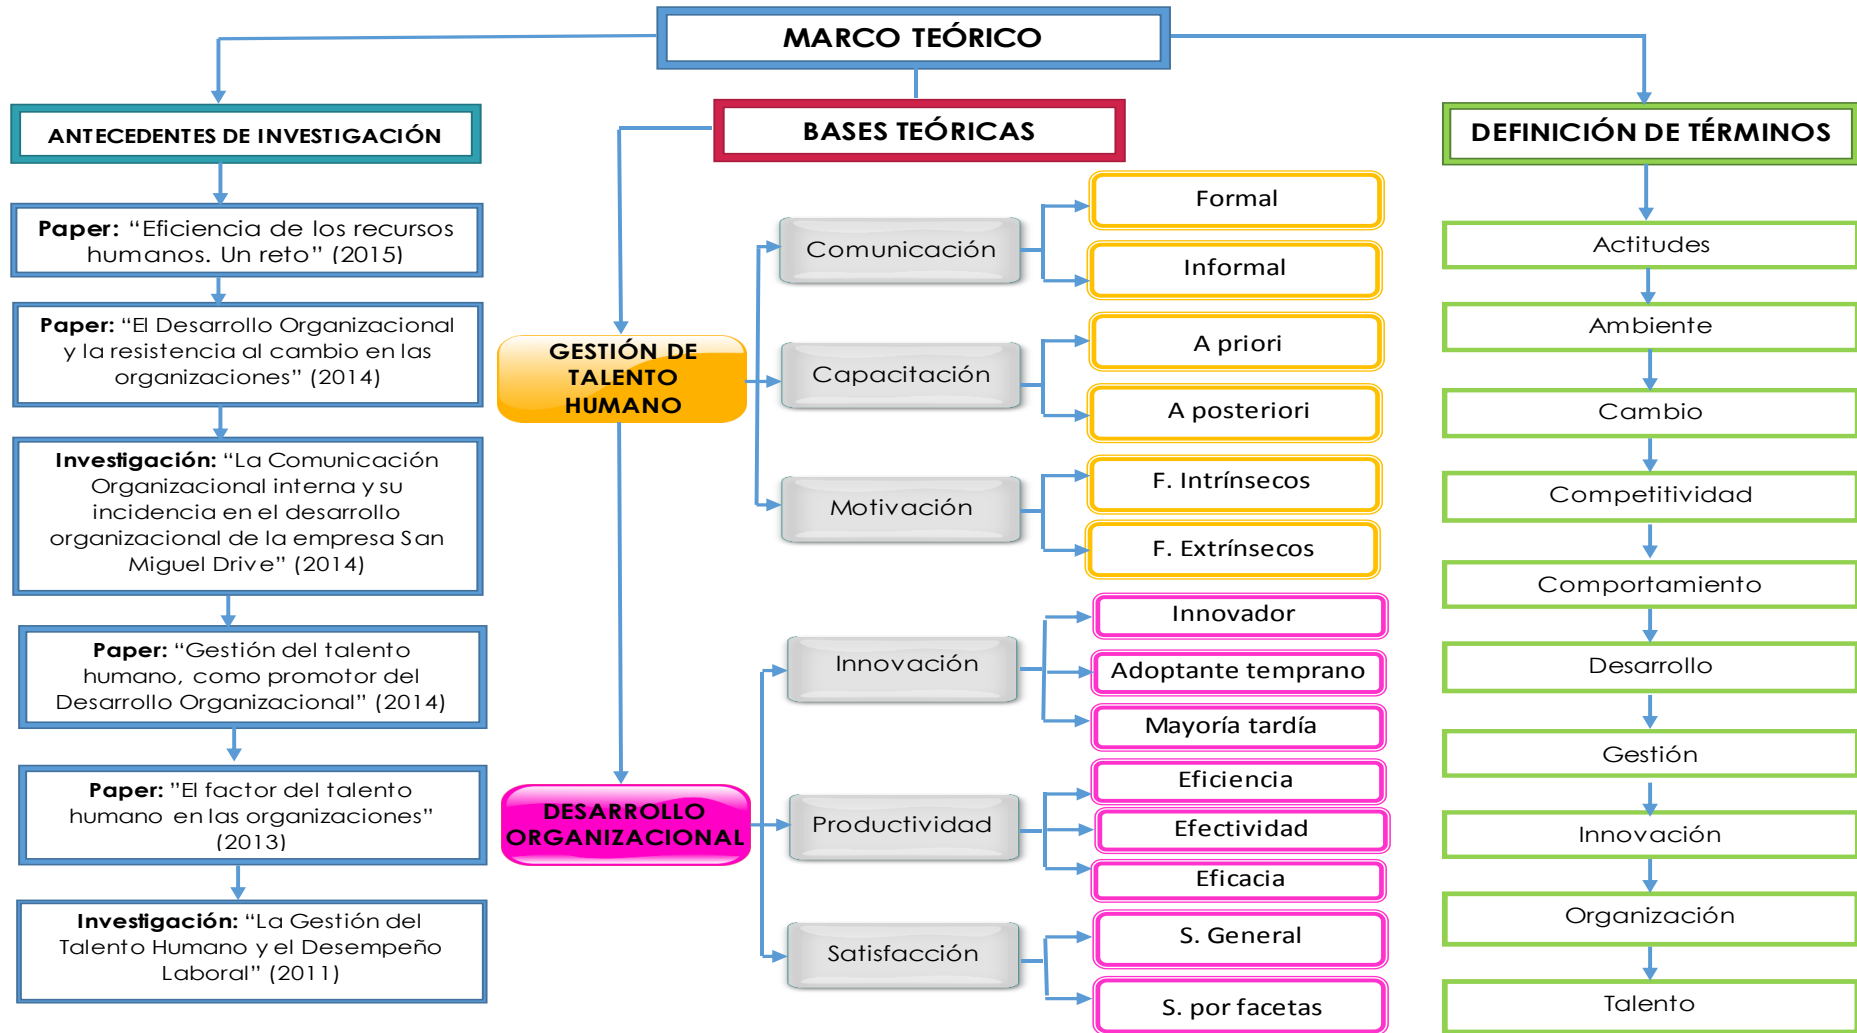 MARCO TEÓRICO
ANTECEDENTES DE INVESTIGACIÓN
Paper: “Eficiencia de los recursos
humanos. Un reto” (2015)
Paper: “El Desarrollo Organizacional
y la resistencia al cambio en las
organizaciones” (2014)
Investigación: “La Comunicación
Organizacional interna y su
incidencia en el desarrollo
organizacional de la empresa San
Miguel Drive” (2014)
Paper: “Gestión del talento
humano, como promotor del
Desarrollo Organizacional” (2014)
Paper: ”El factor del talento
humano en las organizaciones”
(2013)
Investigación: “La Gestión del
Talento Humano y el Desempeño
Laboral” (2011)
BASES TEÓRICAS
GESTIÓN DE
TALENTO
HUMANO
Comunicación
Formal
Informal
Capacitación
A priori
A posteriori
Motivación
F. Intrínsecos
F. Extrínsecos
DESARROLLO
ORGANIZACIONAL
Innovación
Innovador
Adoptante temprano
Mayoría tardía
Productividad
Eficiencia
Efectividad
Eficacia
Satisfacción
S. General
S. por facetas
DEFINICIÓN DE TÉRMINOS
Actitudes
Ambiente
Cambio
Competitividad
Comportamiento
Desarrollo
Gestión
Innovación
Organización
Talento